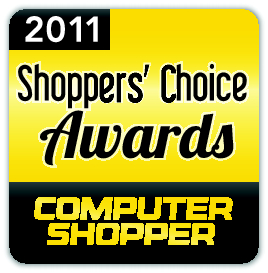 2011
Shoppers' Choice
Awards
COMPUTER
SHOPPER